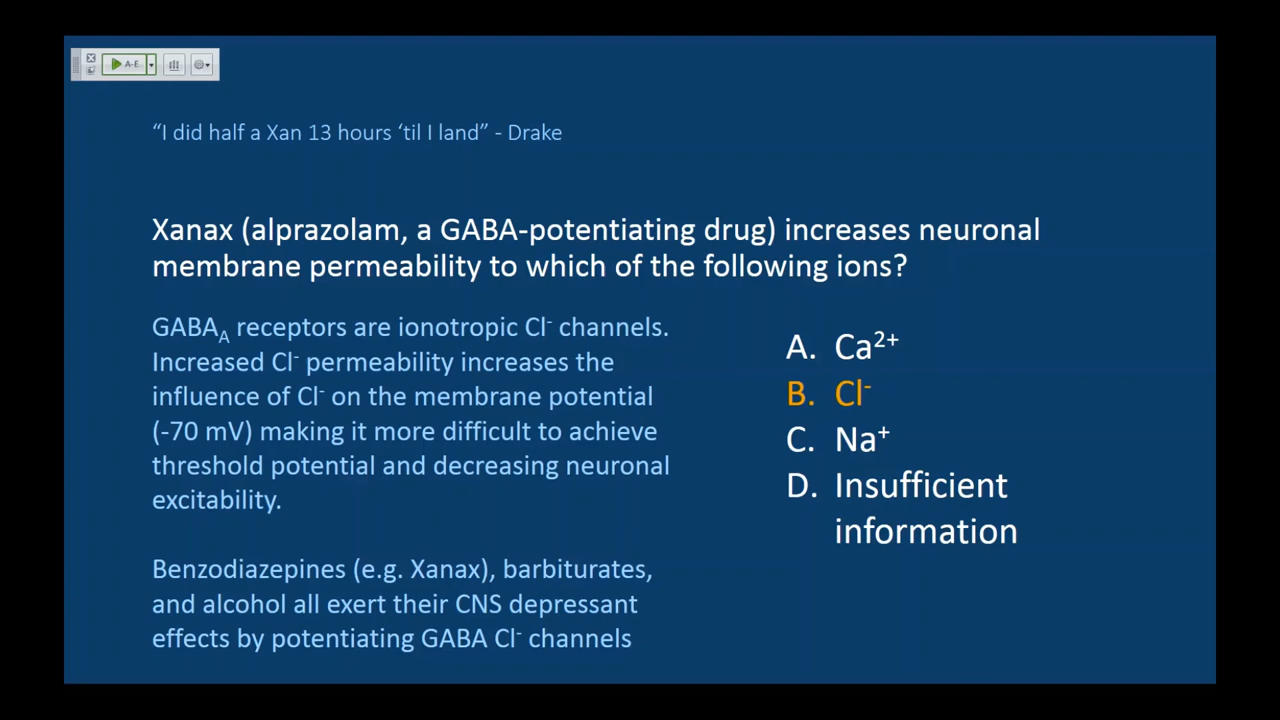 A-E
“I did half a Xan 13 hours ‘til I land” - Drake
Xanax (alprazolam, a GABA-potentiating drug) increases neuronal
membrane permeability to which of the following ions?
GABA_A receptors are ionotropic Cl⁻ channels.
Increased Cl⁻ permeability increases the
influence of Cl⁻ on the membrane potential
(-70 mV) making it more difficult to achieve
threshold potential and decreasing neuronal
excitability.
Benzodiazepines (e.g. Xanax), barbiturates,
and alcohol all exert their CNS depressant
effects by potentiating GABA Cl⁻ channels
A. Ca²⁺
B. Cl⁻
C. Na⁺
D. Insufficient
information